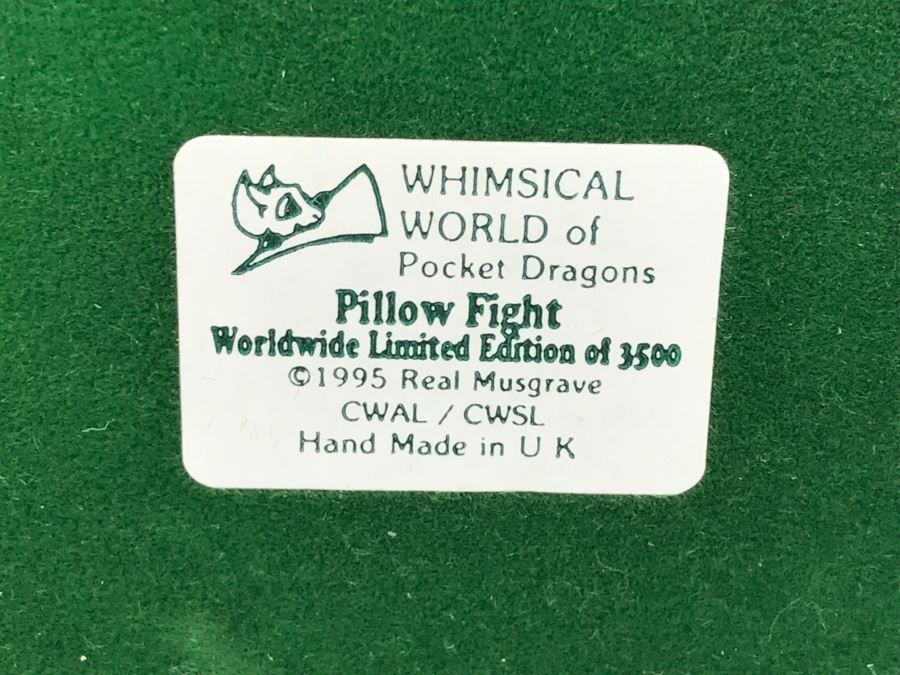 WHIMSICAL
WORLD of
Pocket Dragons
Pillow Fight
Worldwide Limited Edition of 3500
©1995 Real Musgrave
CWAL / CWSL
Hand Made in U K